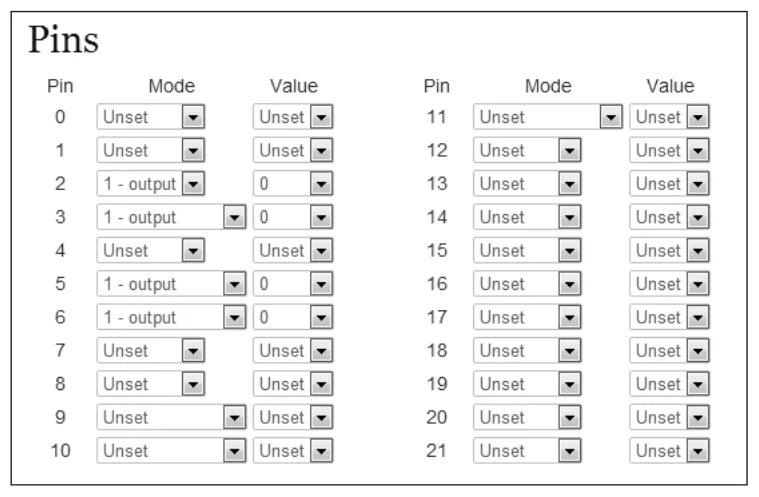 Pins
Pin Mode Value Pin Mode Value
0 Unset Unset 11 Unset Unset
1 Unset Unset 12 Unset Unset
2 1 - output 0 13 Unset Unset
3 1 - output 0 14 Unset Unset
4 Unset Unset 15 Unset Unset
5 1 - output 0 16 Unset Unset
6 1 - output 0 17 Unset Unset
7 Unset Unset 18 Unset Unset
8 Unset Unset 19 Unset Unset
9 Unset Unset 20 Unset Unset
10 Unset Unset 21 Unset Unset